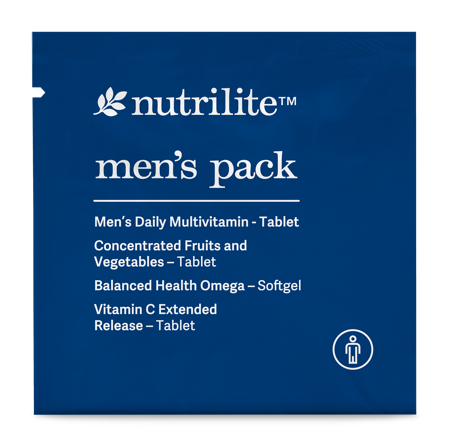 nutrilite™
men's pack
Men's Daily Multivitamin - Tablet
Concentrated Fruits and
Vegetables – Tablet
Balanced Health Omega – Softgel
Vitamin C Extended
Release – Tablet